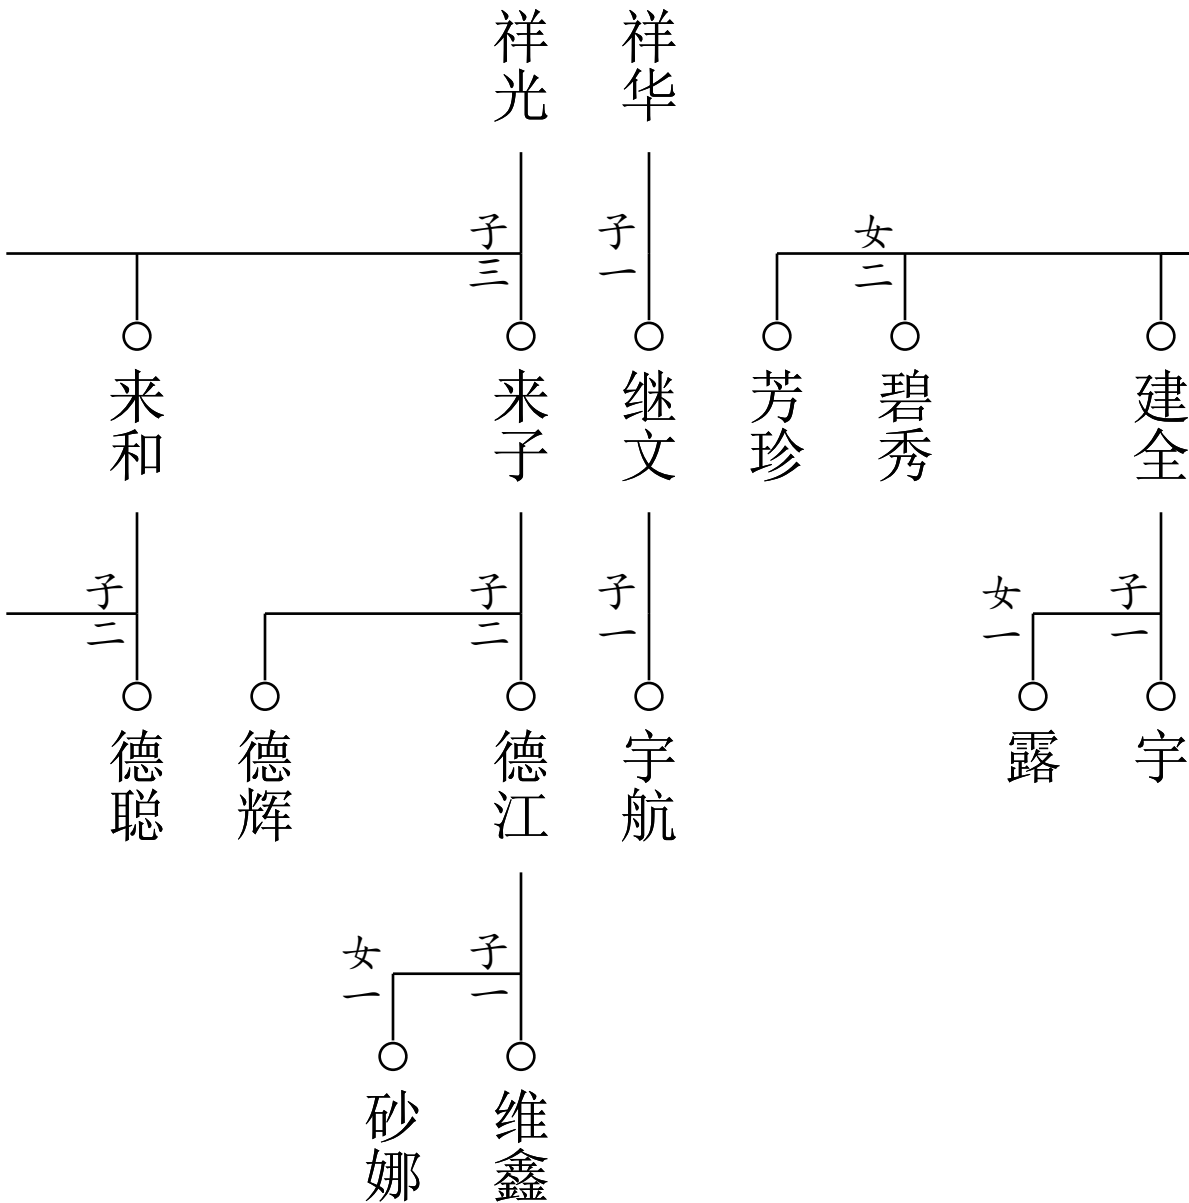 祥华
祥光
子一
子三
女二
建全
碧秀
芳珍
继文
来子
来和
子一
女一
子一
子二
子二
宇
露
宇航
德江
德辉
德聪
子一
女一
维鑫
砂娜